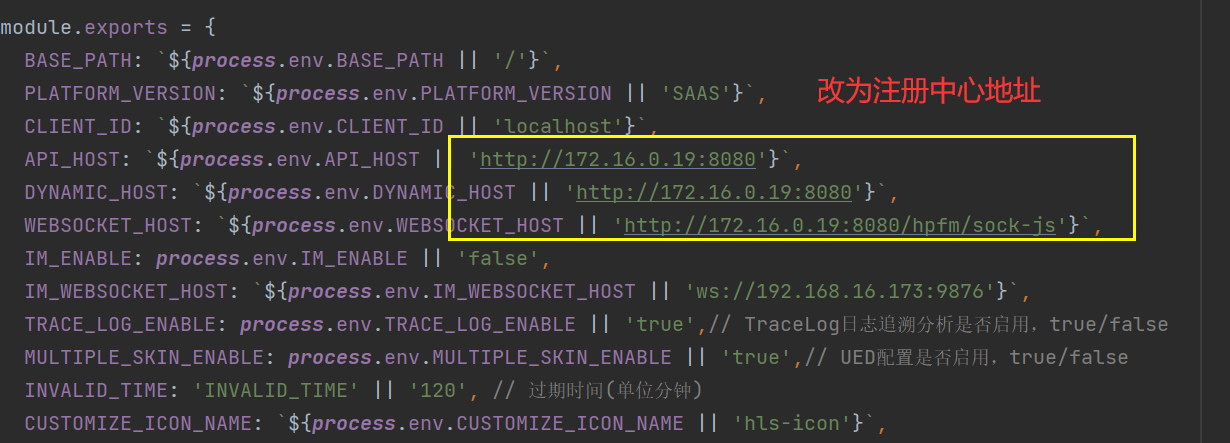 module.exports = {
BASE_PATH: `${process.env.BASE_PATH || '/'}`,
PLATFORM_VERSION: `${process.env.PLATFORM_VERSION || 'SAAS'}`,
改为注册中心地址
CLIENT_ID: `${process.env.CLIENT_ID || 'localhost'}`,
API_HOST: `${process.env.API_HOST | 'http://172.16.0.19:8080'}`,
DYNAMIC_HOST: `${process.env.DYNAMIC_HOST || 'http://172.16.0.19:8080'}`,
WEBSOCKET_HOST: `${process.env.WEBSOCKET_HOST || 'http://172.16.0.19:8080/hpfm/sock-js'}`,
IM_ENABLE: process.env.IM_ENABLE || 'false',
IM_WEBSOCKET_HOST: `${process.env.IM_WEBSOCKET_HOST || 'ws://192.168.16.173:9876'}`,
TRACE_LOG_ENABLE: process.env.TRACE_LOG_ENABLE || 'true',// TraceLog日志追溯分析是否启用，true/false
MULTIPLE_SKIN_ENABLE: process.env.MULTIPLE_SKIN_ENABLE || 'true',// UED配置是否启用，true/false
INVALID_TIME: 'INVALID_TIME' || '120', // 过期时间(单位分钟)
CUSTOMIZE_ICON_NAME: `${process.env.CUSTOMIZE_ICON_NAME || 'hls-icon'}`,